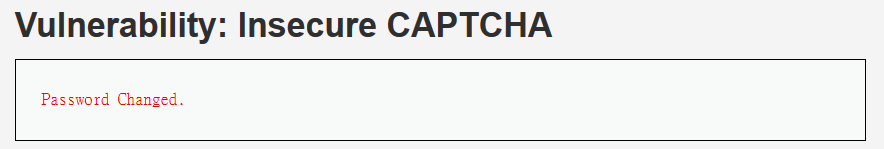 Vulnerability: Insecure CAPTCHA
Password Changed.